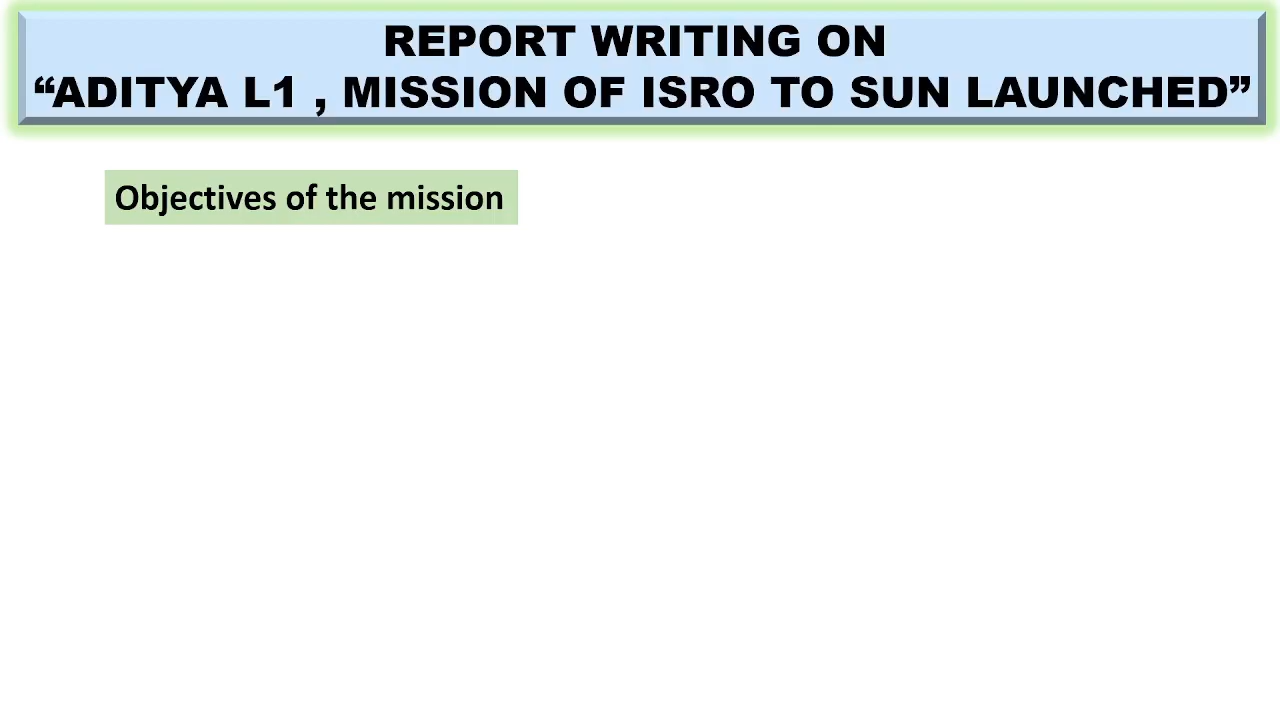 REPORT WRITING ON
“ADITYA L1 , MISSION OF ISRO TO SUN LAUNCHED”
Objectives of the mission